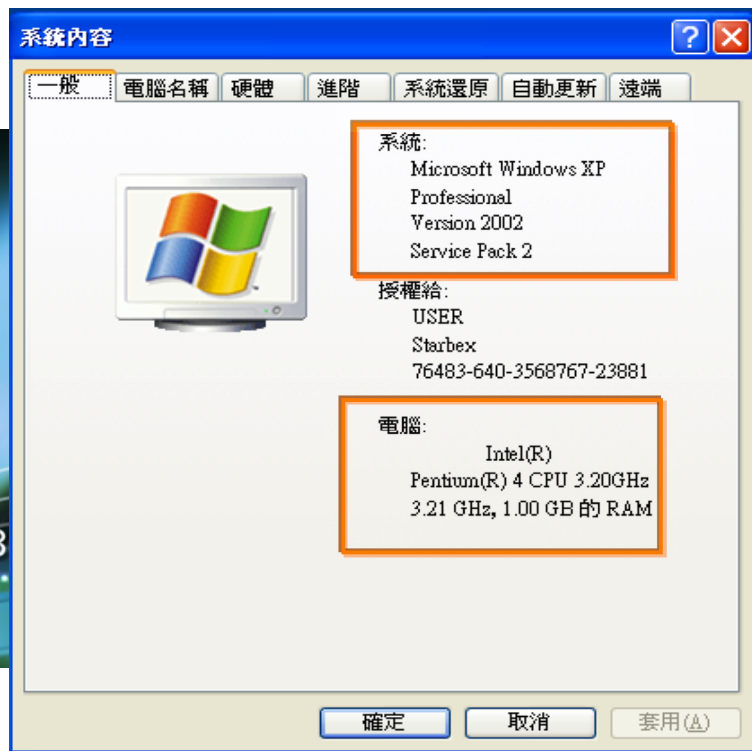 系統內容
一般 電腦名稱 硬體 進階 系統還原 自動更新 遠端
系統:
Microsoft Windows XP
Professional
Version 2002
Service Pack 2
授權給:
USER
Starbex
76483-640-3568767-23881
電腦:
Intel(R)
Pentium(R) 4 CPU 3.20GHz
3.21 GHz, 1.00 GB 的 RAM
確定 取消 套用(A)